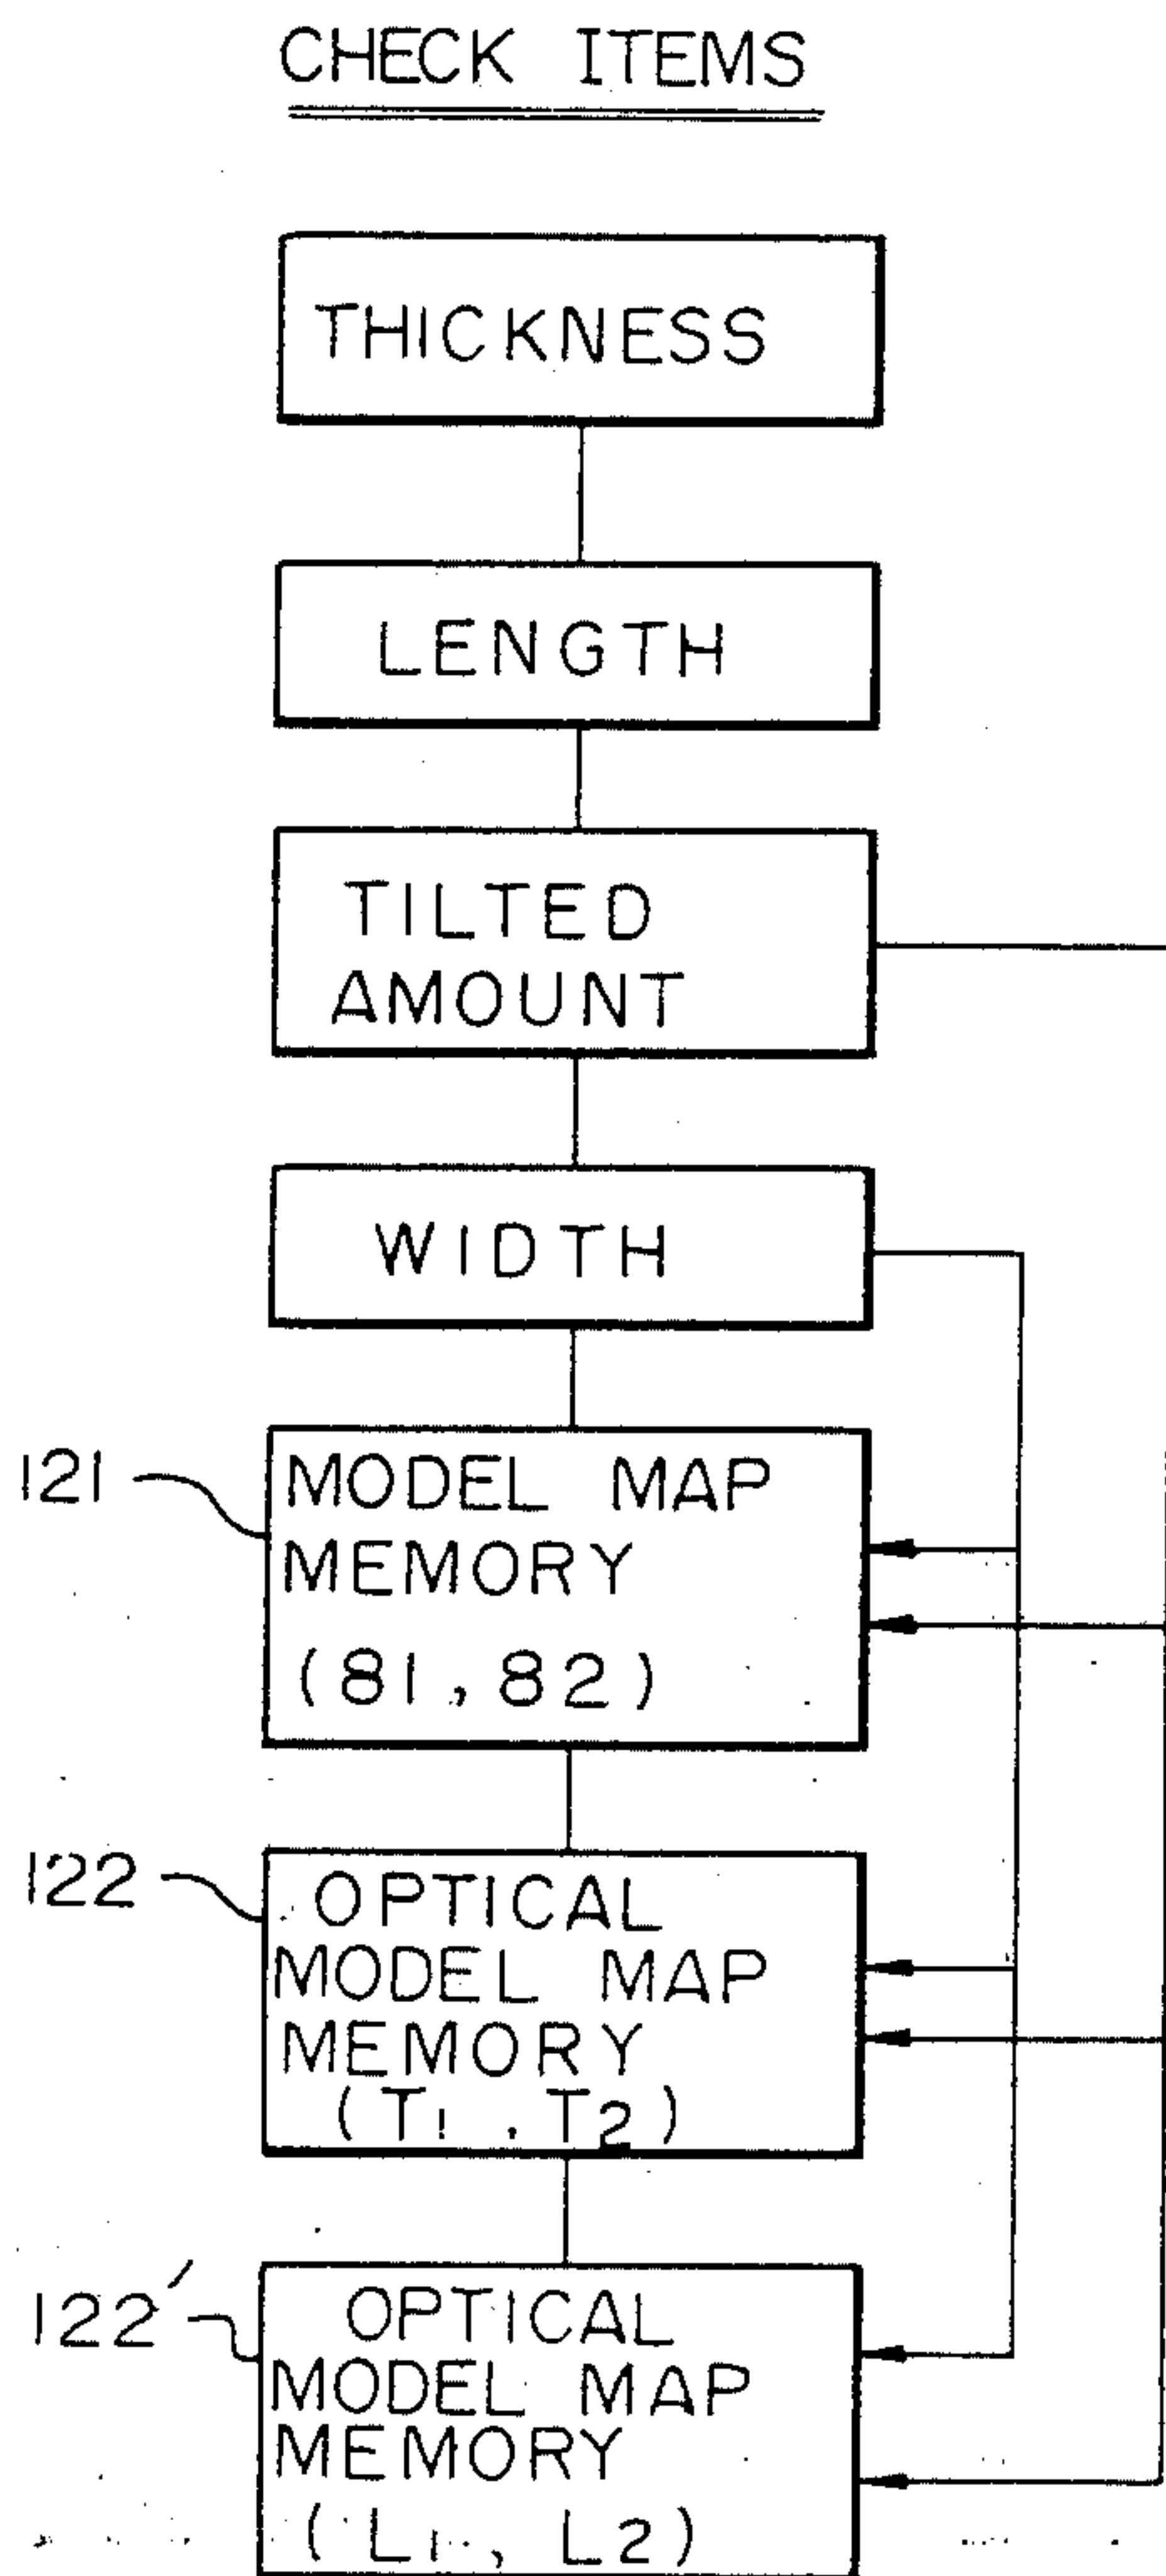 CHECK ITEMS
THICKNESS
LENGTH
TILTED
AMOUNT
WIDTH
121
MODEL MAP
MEMORY
(81, 82)
122
OPTICAL
MODEL MAP
MEMORY
(T1, T2)
122'
OPTICAL
MODEL MAP
MEMORY
(L1, L2)